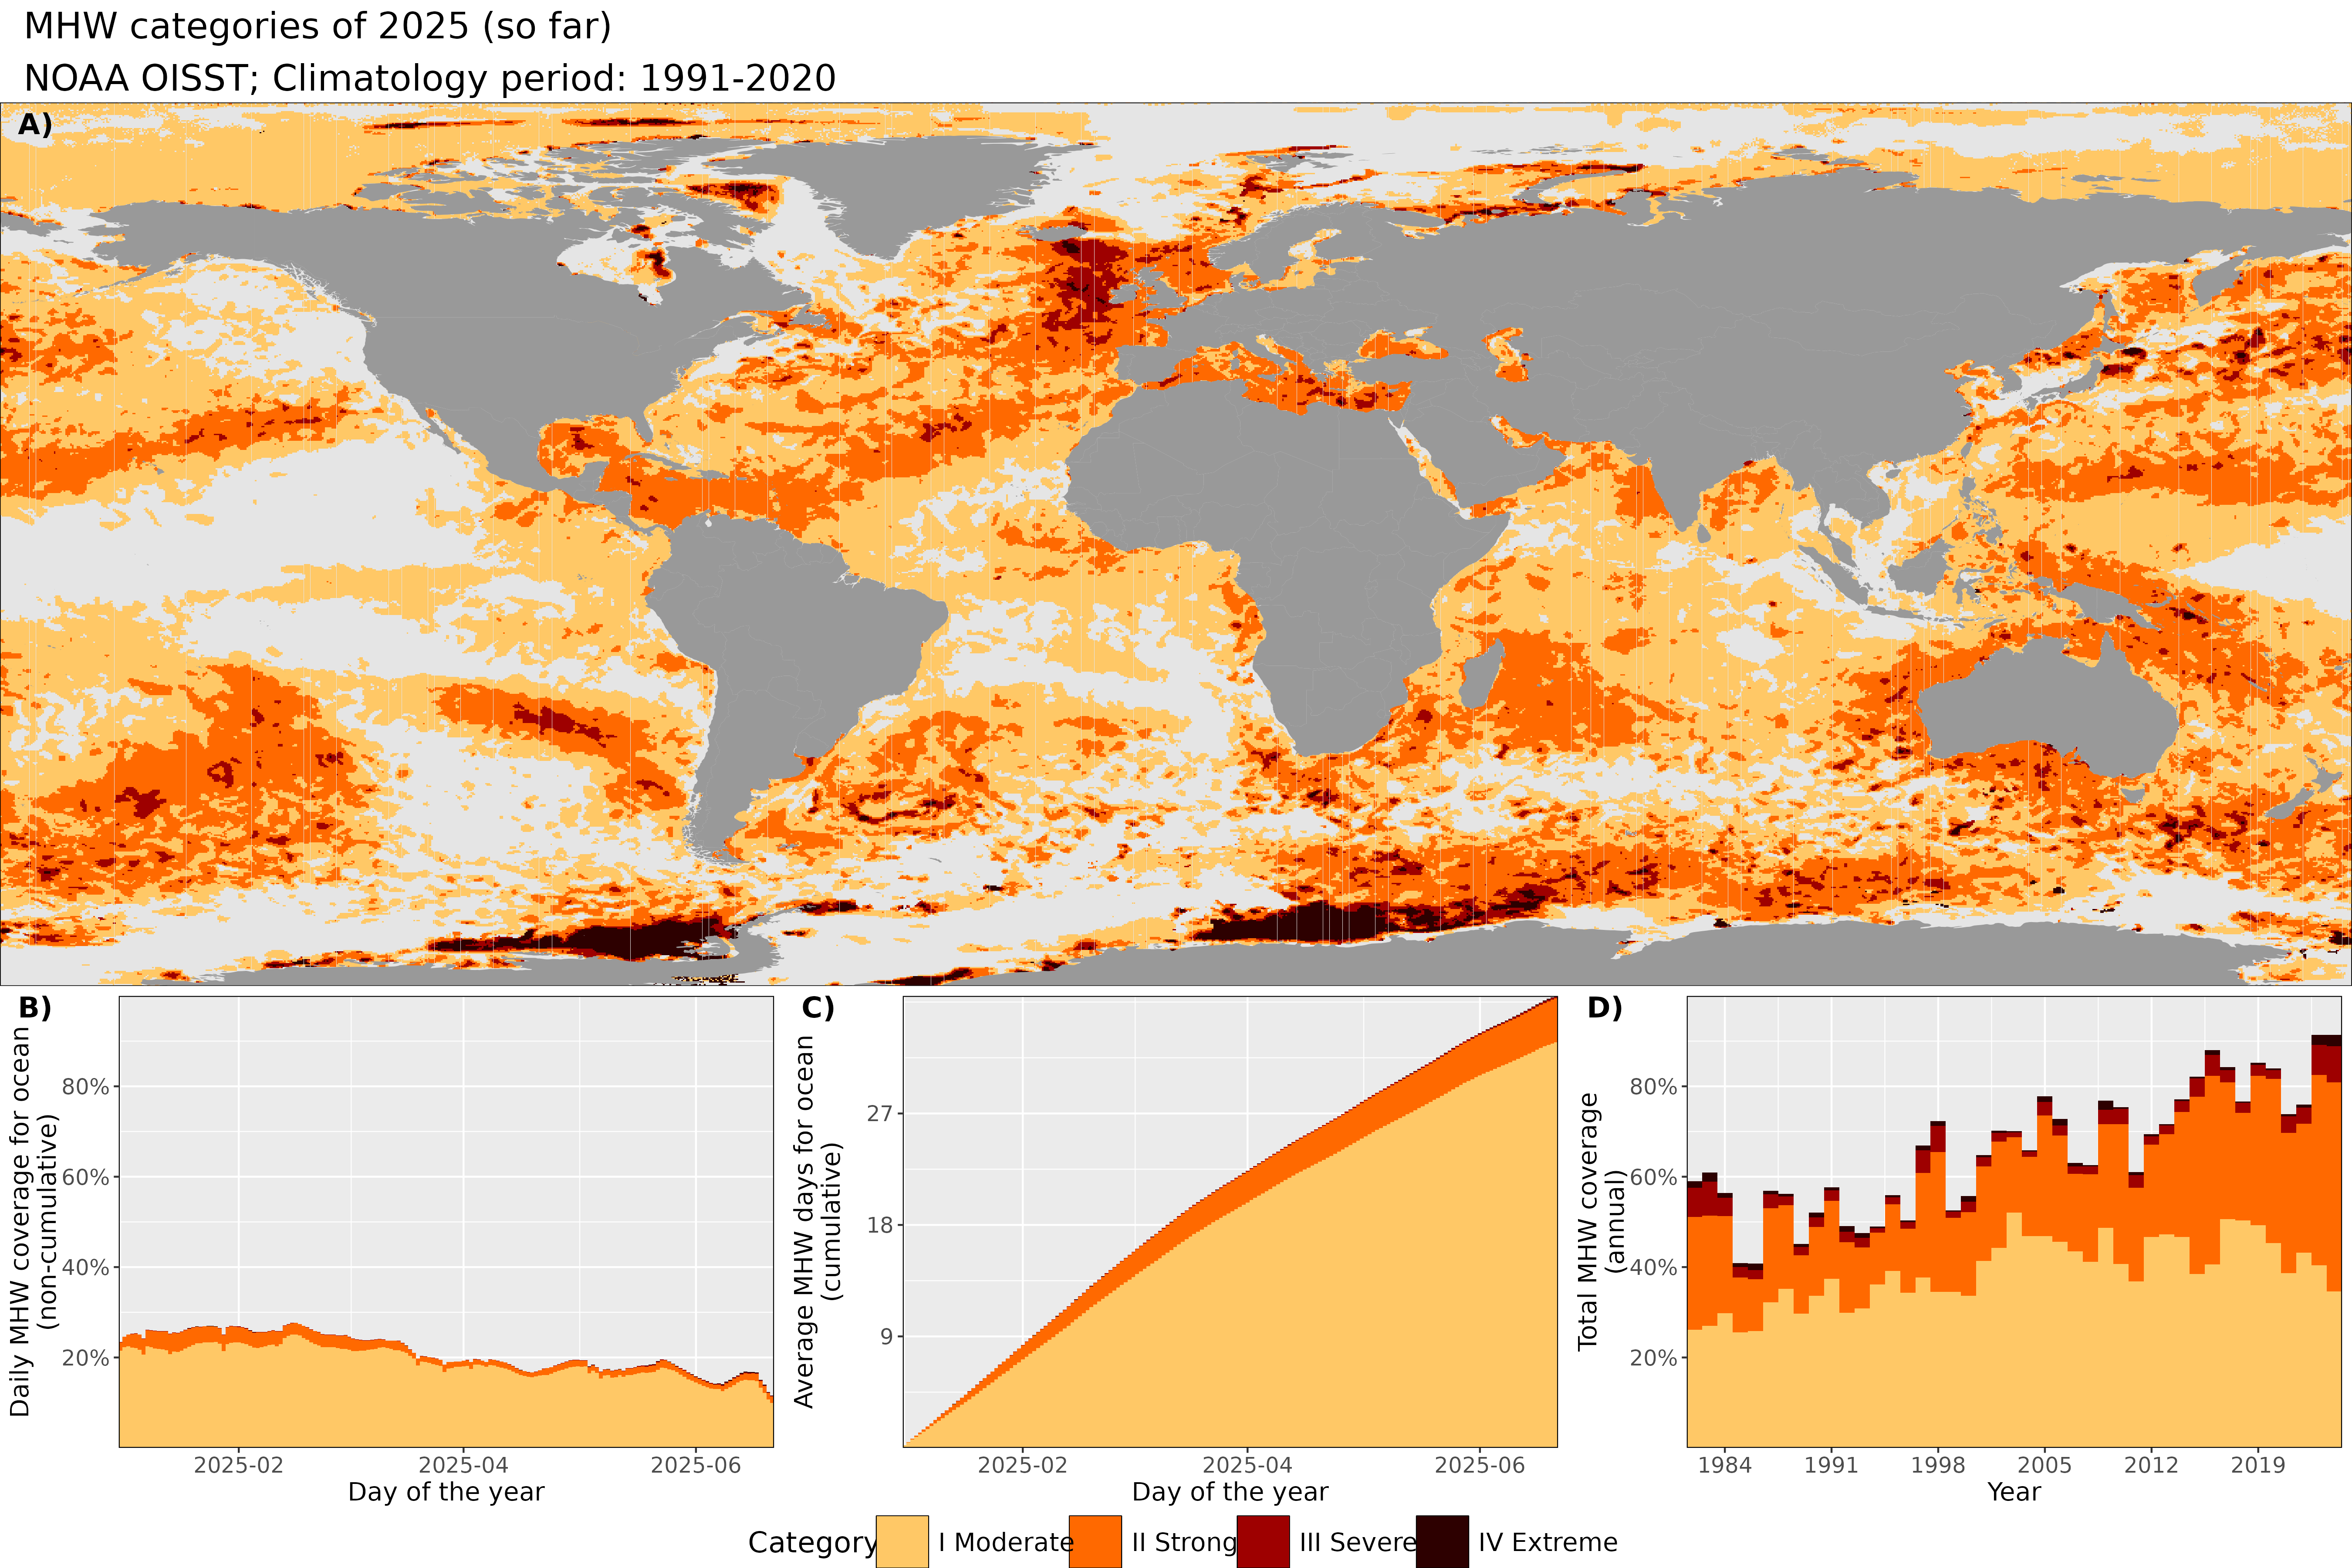 MHW categories of 2025 (so far)
NOAA OISST; Climatology period: 1991-2020
A)
B)
Daily MHW coverage for ocean
(non-cumulative)
80%
60%
40%
20%
2025-02
2025-04
2025-06
Day of the year
C)
Average MHW days for ocean
(cumulative)
27
18
9
2025-02
2025-04
2025-06
Day of the year
D)
Total MHW coverage
(annual)
80%
60%
40%
20%
1984
1991
1998
2005
2012
2019
Year
Category
I Moderate
II Strong
III Severe
IV Extreme